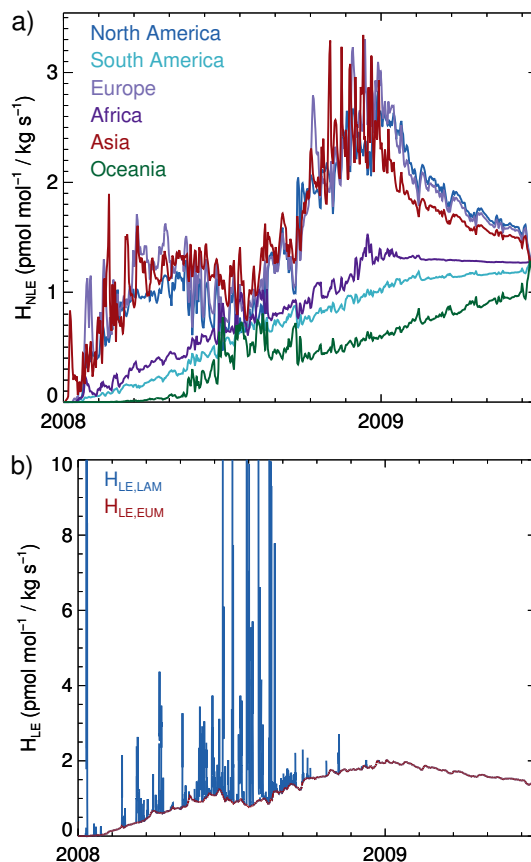 a)
North America
South America
Europe
Africa
Asia
Oceania
3
2
1
0
H_NLE (pmol mol⁻¹ / kg s⁻¹)
2008 2009
b)
H_LE,LAM
H_LE,EUM
10
8
6
4
2
0
H_LE (pmol mol⁻¹ / kg s⁻¹)
2008 2009